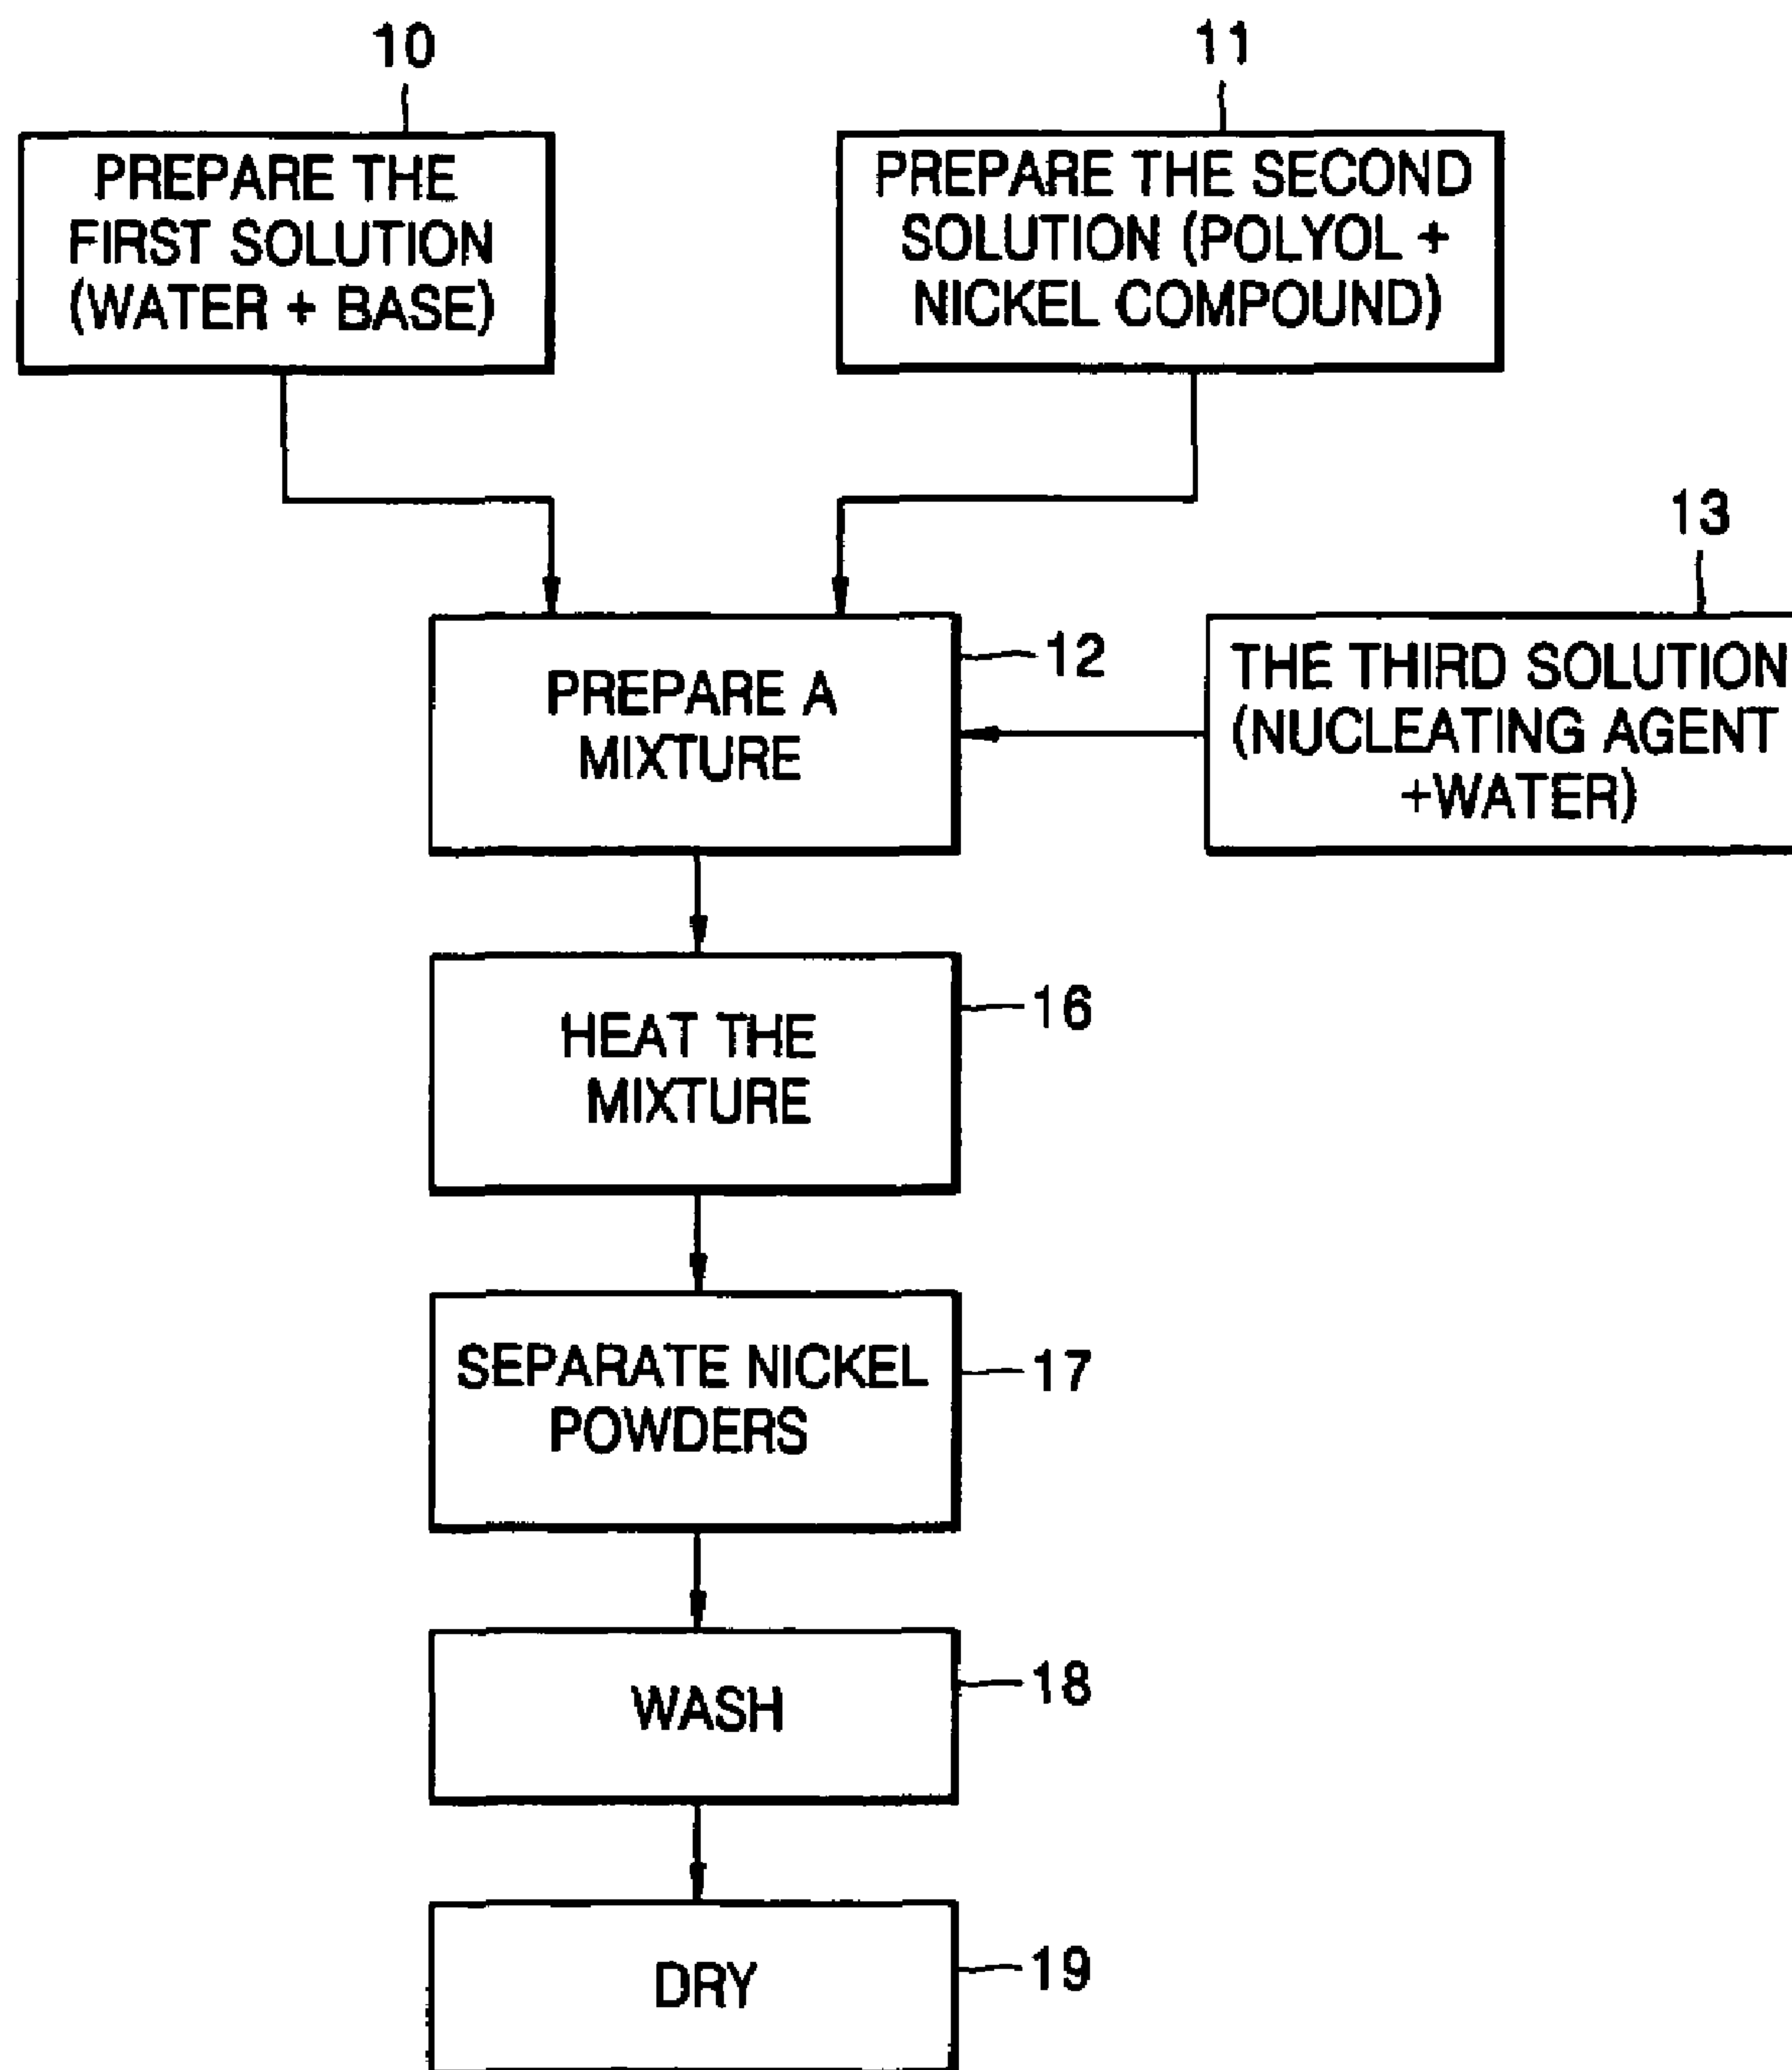 10
PREPARE THE
FIRST SOLUTION
(WATER + BASE)
11
PREPARE THE SECOND
SOLUTION (POLYOL +
NICKEL COMPOUND)
12
PREPARE A
MIXTURE
13
THE THIRD SOLUTION
(NUCLEATING AGENT
+WATER)
16
HEAT THE
MIXTURE
17
SEPARATE NICKEL
POWDERS
18
WASH
19
DRY